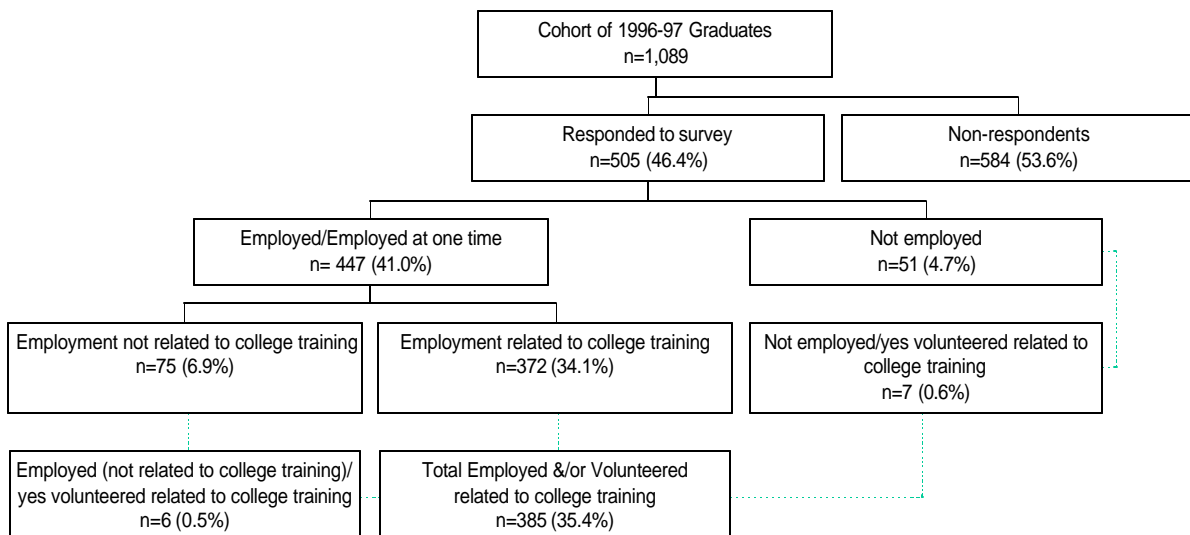 Cohort of 1996-97 Graduates
n=1,089
Responded to survey
n=505 (46.4%)
Non-respondents
n=584 (53.6%)
Employed/Employed at one time
n= 447 (41.0%)
Not employed
n=51 (4.7%)
Employment not related to college training
n=75 (6.9%)
Employment related to college training
n=372 (34.1%)
Not employed/yes volunteered related to
college training
n=7 (0.6%)
Employed (not related to college training)/
yes volunteered related to college training
n=6 (0.5%)
Total Employed &/or Volunteered
related to college training
n=385 (35.4%)